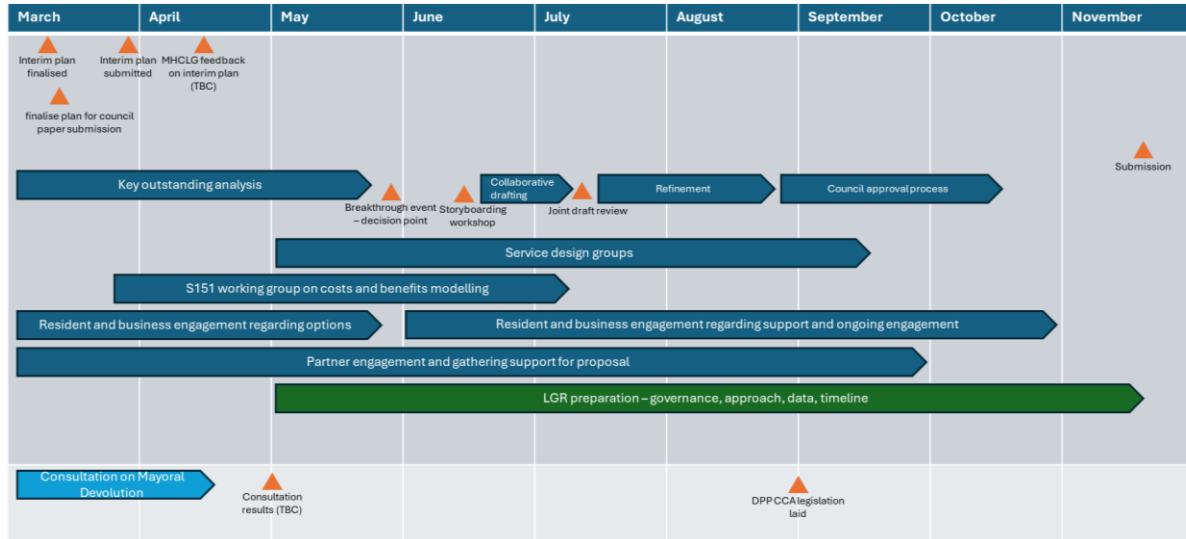 March April May June July August September October November
Interim plan
finalised
Interim plan
submitted
MHCLG feedback
on interim plan
(TBC)
finalise plan for council
paper submission
Submission
Key outstanding analysis
Breakthrough event
– decision point
Storyboarding
workshop
Collaborative
drafting
Joint draft review
Refinement
Council approval process
Service design groups
S151 working group on costs and benefits modelling
Resident and business engagement regarding options
Resident and business engagement regarding support and ongoing engagement
Partner engagement and gathering support for proposal
LGR preparation – governance, approach, data, timeline
Consultation on Mayoral
Devolution
Consultation
results (TBC)
DPP CCA legislation
laid